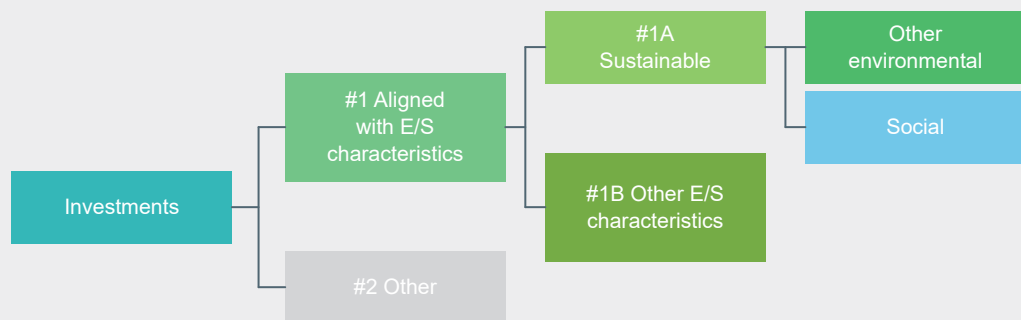 #1A
Sustainable
Other
environmental
#1 Aligned
with E/S
characteristics
Social
Investments
#1B Other E/S
characteristics
#2 Other